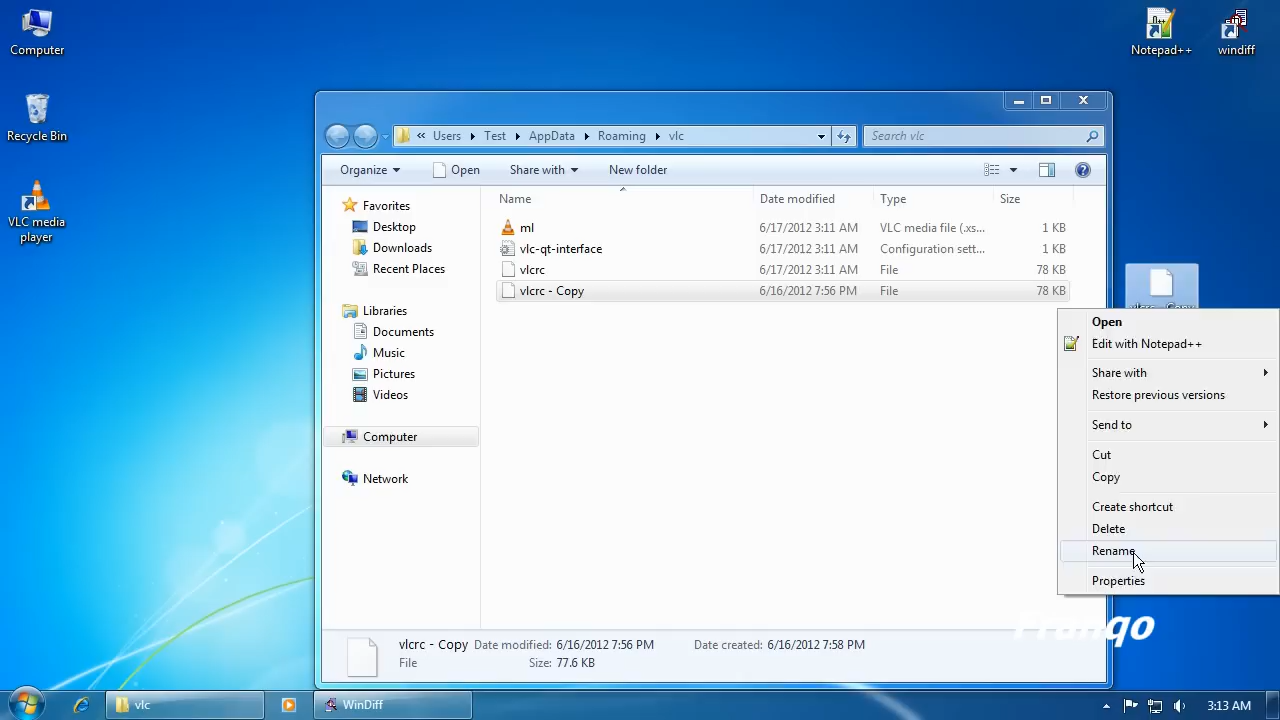 Computer
Recycle Bin
VLC media
player
Notepad++
windiff
« Users Test AppData Roaming vlc
Search vlc
Organize Open Share with New folder
Name Date modified Type Size
ml 6/17/2012 3:11 AM VLC media file (.xs... 1 KB
vlc-qt-interface 6/17/2012 3:11 AM Configuration sett... 1 KB
vlcrc 6/17/2012 3:11 AM File 78 KB
vlcrc - Copy 6/16/2012 7:56 PM File 78 KB
Favorites
Desktop
Downloads
Recent Places
Libraries
Documents
Music
Pictures
Videos
Computer
Network
vlcrc - Copy
Open
Edit with Notepad++
Share with
Restore previous versions
Send to
Cut
Copy
Create shortcut
Delete
Rename
Properties
vlcrc - Copy Date modified: 6/16/2012 7:56 PM Date created: 6/16/2012 7:58 PM
File Size: 77.6 KB
vlc
WinDiff
3:13 AM